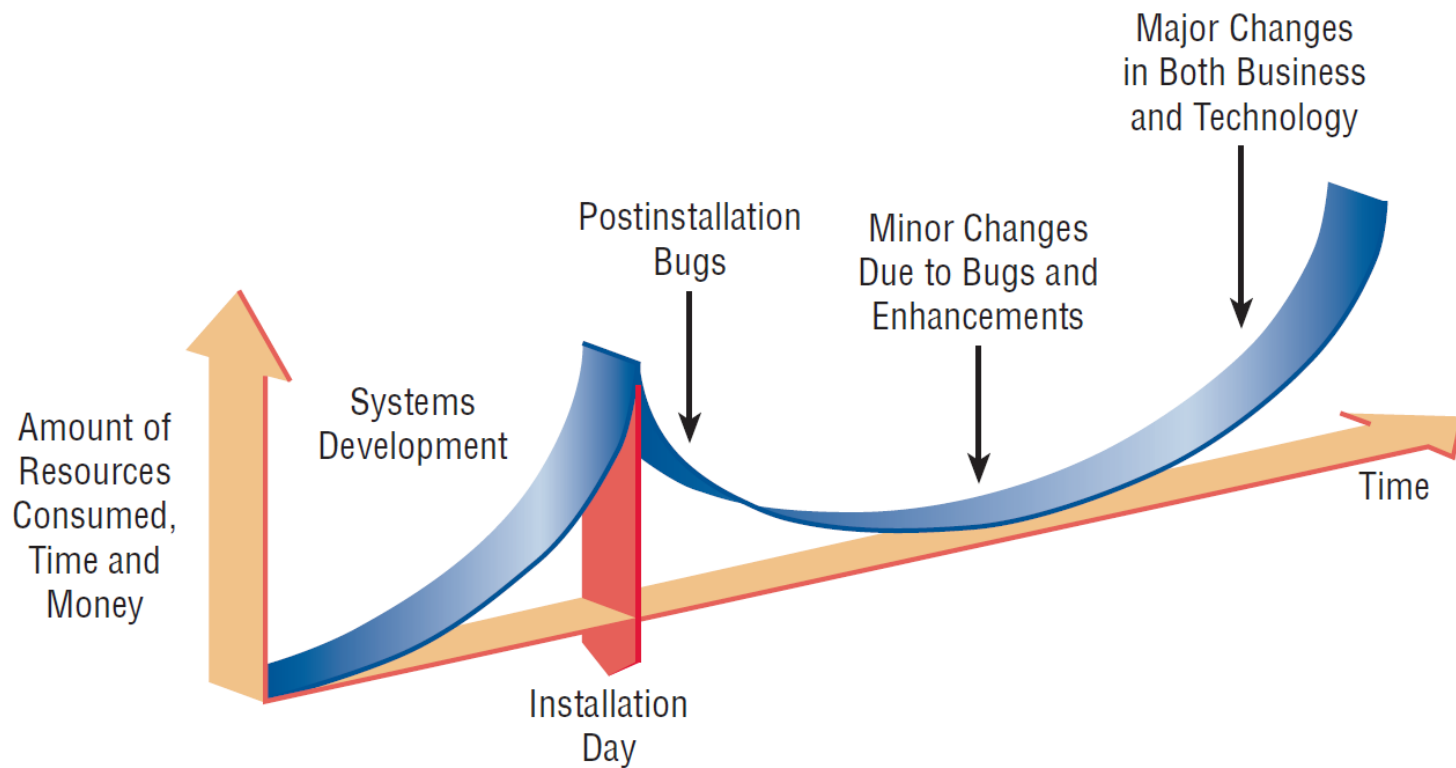 Major Changes
in Both Business
and Technology
Postinstallation
Bugs
Minor Changes
Due to Bugs and
Enhancements
Systems
Development
Amount of
Resources
Consumed,
Time and
Money
Time
Installation
Day